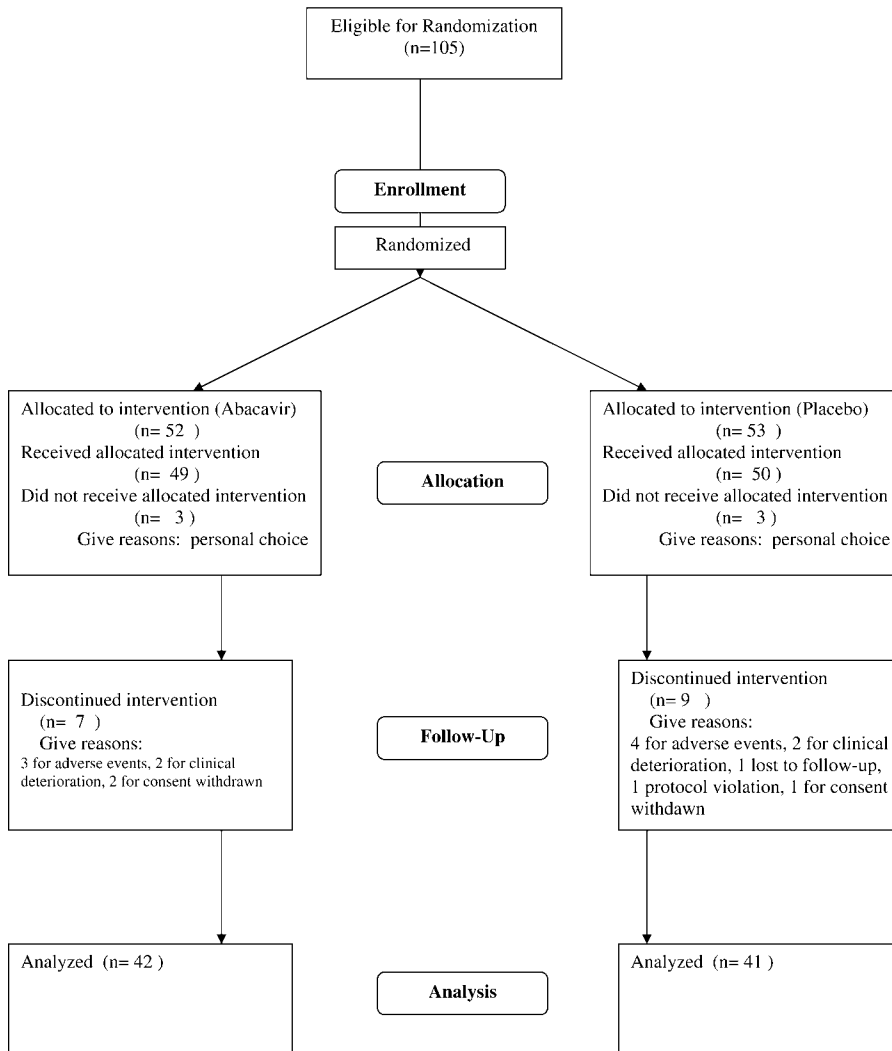 Eligible for Randomization
(n=105)
Enrollment
Randomized
Allocated to intervention (Abacavir)
(n= 52 )
Received allocated intervention
(n= 49 )
Did not receive allocated intervention
(n= 3 )
Give reasons: personal choice
Allocation
Allocated to intervention (Placebo)
(n= 53 )
Received allocated intervention
(n= 50 )
Did not receive allocated intervention
(n= 3 )
Give reasons: personal choice
Discontinued intervention
(n= 7 )
Give reasons:
3 for adverse events, 2 for clinical
deterioration, 2 for consent withdrawn
Follow-Up
Discontinued intervention
(n= 9 )
Give reasons:
4 for adverse events, 2 for clinical
deterioration, 1 lost to follow-up,
1 protocol violation, 1 for consent
withdawn
Analyzed (n= 42 )
Analysis
Analyzed (n= 41 )